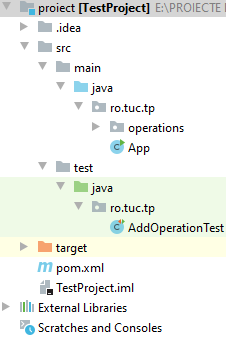 proiect [TestProject] E:\PROIECTE
.idea
src
main
java
ro.tuc.tp
operations
App
test
java
ro.tuc.tp
AddOperationTest
target
pom.xml
TestProject.iml
External Libraries
Scratches and Consoles